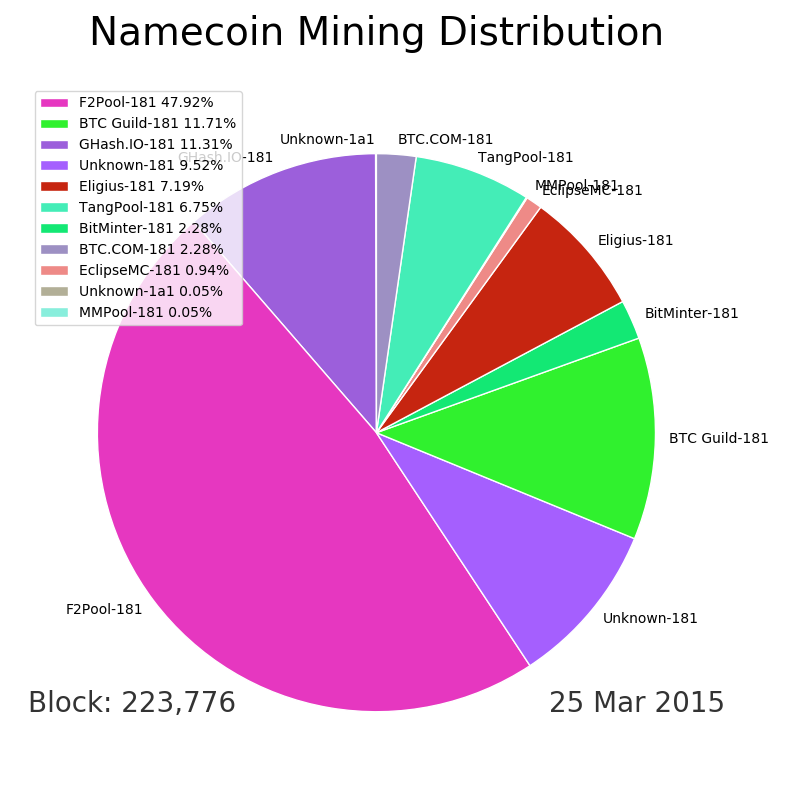 Namecoin Mining Distribution
F2Pool-181 47.92%
BTC Guild-181 11.71%
GHash.IO-181 11.31%
Unknown-181 9.52%
Eligius-181 7.19%
TangPool-181 6.75%
BitMinter-181 2.28%
BTC.COM-181 2.28%
EclipseMC-181 0.94%
Unknown-1a1 0.05%
MMPool-181 0.05%
Unknown-1a1
BTC.COM-181
GHash.IO-181
TangPool-181
MMPool-181
EclipseMC-181
Eligius-181
BitMinter-181
BTC Guild-181
F2Pool-181
Unknown-181
Block: 223,776
25 Mar 2015